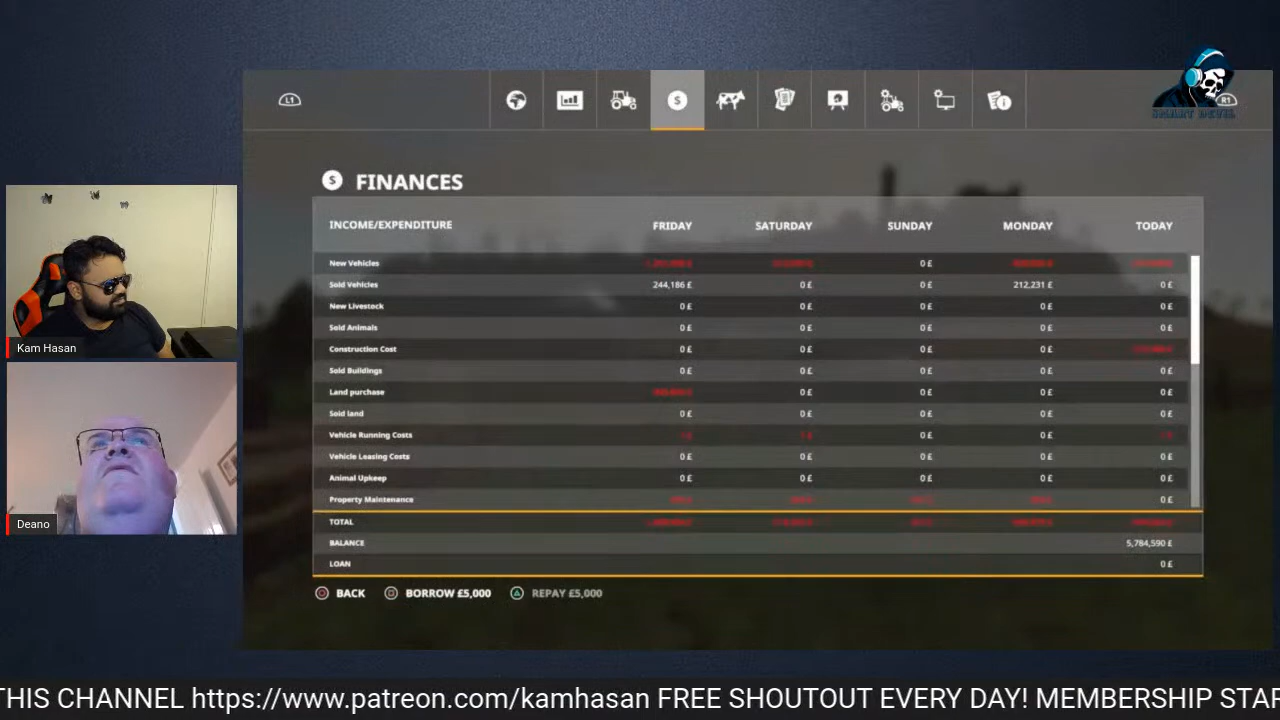 L1
R1
SMART DEVIL
FINANCES
INCOME/EXPENDITURE FRIDAY SATURDAY SUNDAY MONDAY TODAY
New Vehicles 0 £
Sold Vehicles 244,186 £ 0 £ 0 £ 212,231 £ 0 £
New Livestock 0 £ 0 £ 0 £ 0 £ 0 £
Sold Animals 0 £ 0 £ 0 £ 0 £ 0 £
Construction Cost 0 £ 0 £ 0 £ 0 £
Sold Buildings 0 £ 0 £ 0 £ 0 £ 0 £
Land purchase 0 £ 0 £ 0 £ 0 £
Sold land 0 £ 0 £ 0 £ 0 £ 0 £
Vehicle Running Costs 0 £ 0 £
Vehicle Leasing Costs 0 £ 0 £ 0 £ 0 £ 0 £
Animal Upkeep 0 £ 0 £ 0 £ 0 £ 0 £
Property Maintenance 0 £
TOTAL
BALANCE 5,784,590 £
LOAN 0 £
BACK BORROW £5,000 REPAY £5,000
Kam Hasan
Deano
THIS CHANNEL https://www.patreon.com/kamhasan FREE SHOUTOUT EVERY DAY! MEMBERSHIP STAR